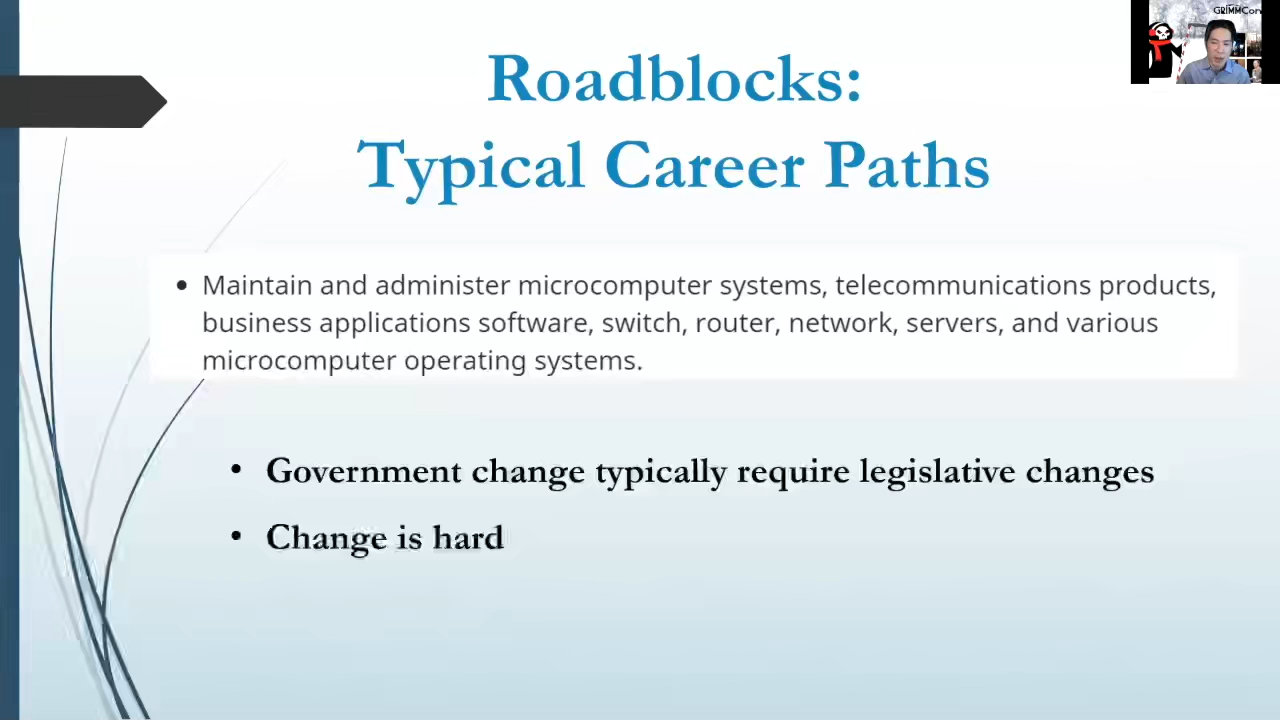 GRIMMCon
Roadblocks:
Typical Career Paths
• Maintain and administer microcomputer systems, telecommunications products,
business applications software, switch, router, network, servers, and various
microcomputer operating systems.
• Government change typically require legislative changes
• Change is hard